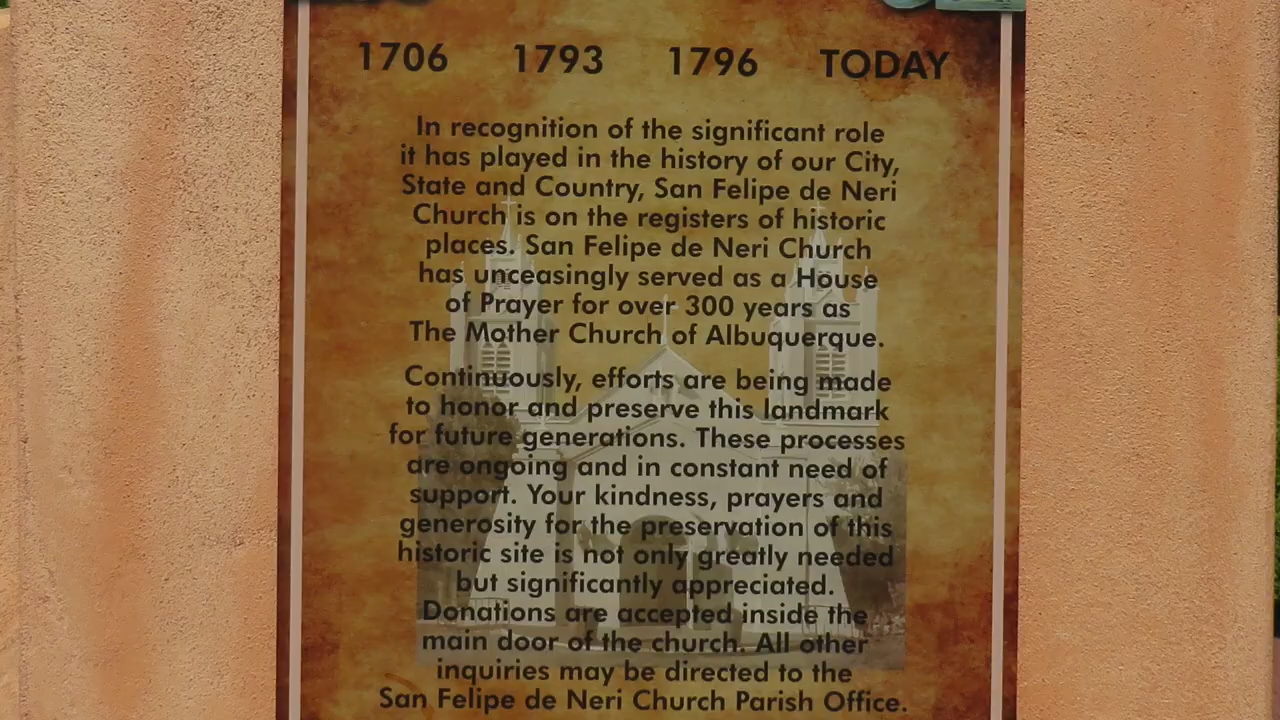 1706 1793 1796 TODAY
In recognition of the significant role
it has played in the history of our City,
State and Country, San Felipe de Neri
Church is on the registers of historic
places. San Felipe de Neri Church
has unceasingly served as a House
of Prayer for over 300 years as
The Mother Church of Albuquerque.
Continuously, efforts are being made
to honor and preserve this landmark
for future generations. These processes
are ongoing and in constant need of
support. Your kindness, prayers and
generosity for the preservation of this
historic site is not only greatly needed
but significantly appreciated.
Donations are accepted inside the
main door of the church. All other
inquiries may be directed to the
San Felipe de Neri Church Parish Office.